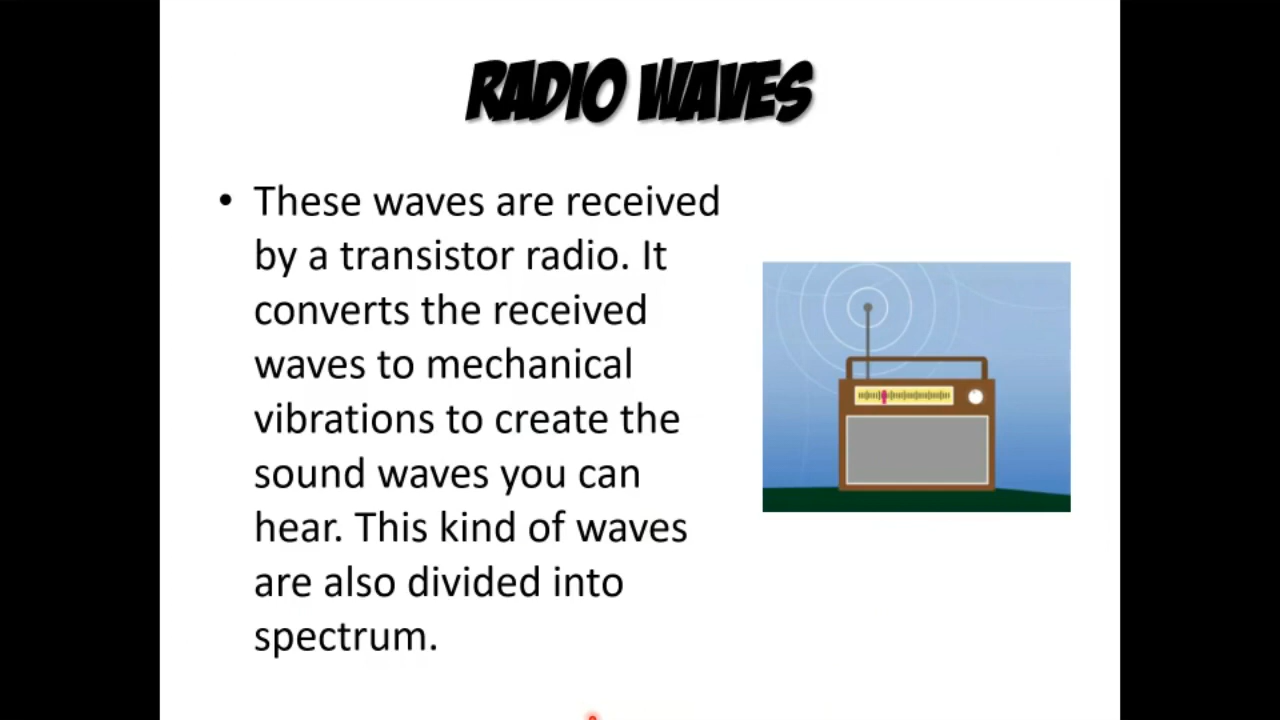 RADIO WAVES
• These waves are received
by a transistor radio. It
converts the received
waves to mechanical
vibrations to create the
sound waves you can
hear. This kind of waves
are also divided into
spectrum.